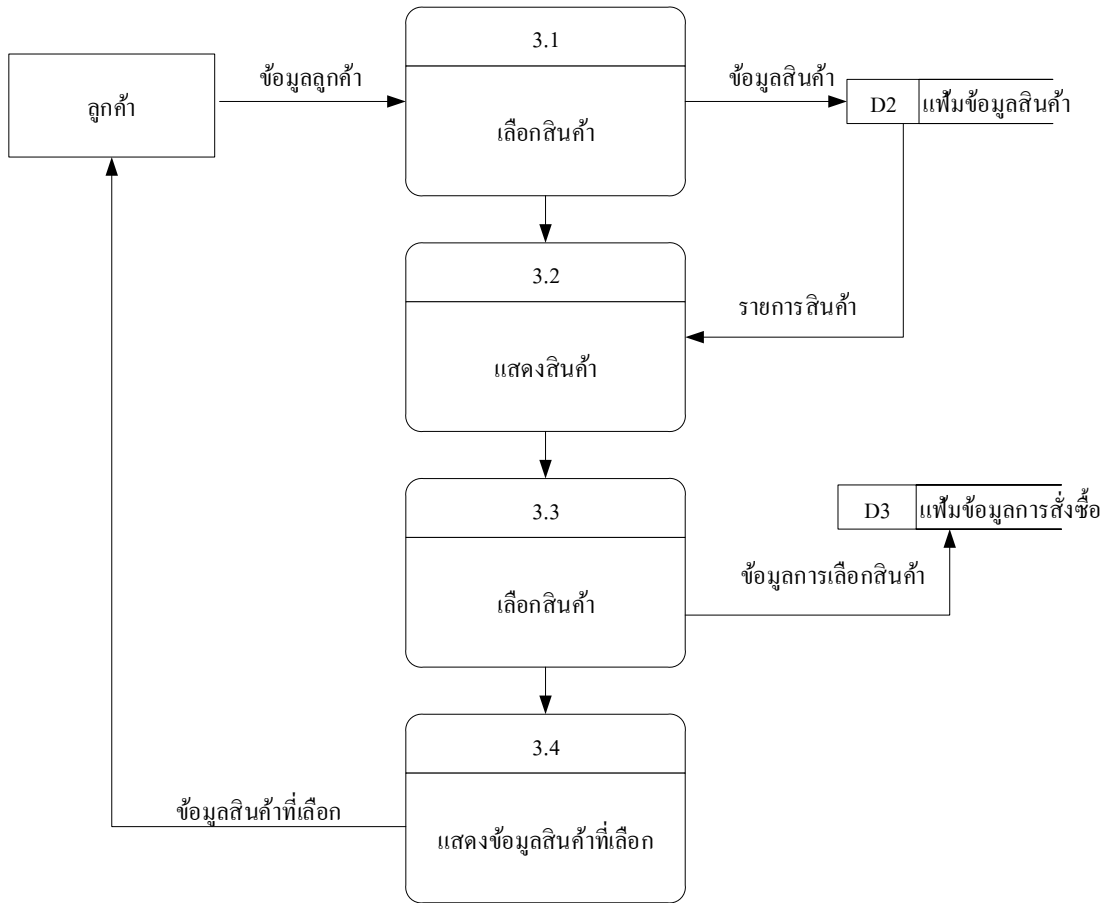 3.1
ลูกค้า
ข้อมูลลูกค้า
เลือกสินค้า
ข้อมูลสินค้า
D2
แฟ้มข้อมูลสินค้า
3.2
แสดงสินค้า
รายการสินค้า
3.3
เลือกสินค้า
D3
แฟ้มข้อมูลการสั่งซื้อ
ข้อมูลการเลือกสินค้า
3.4
แสดงข้อมูลสินค้าที่เลือก
ข้อมูลสินค้าที่เลือก